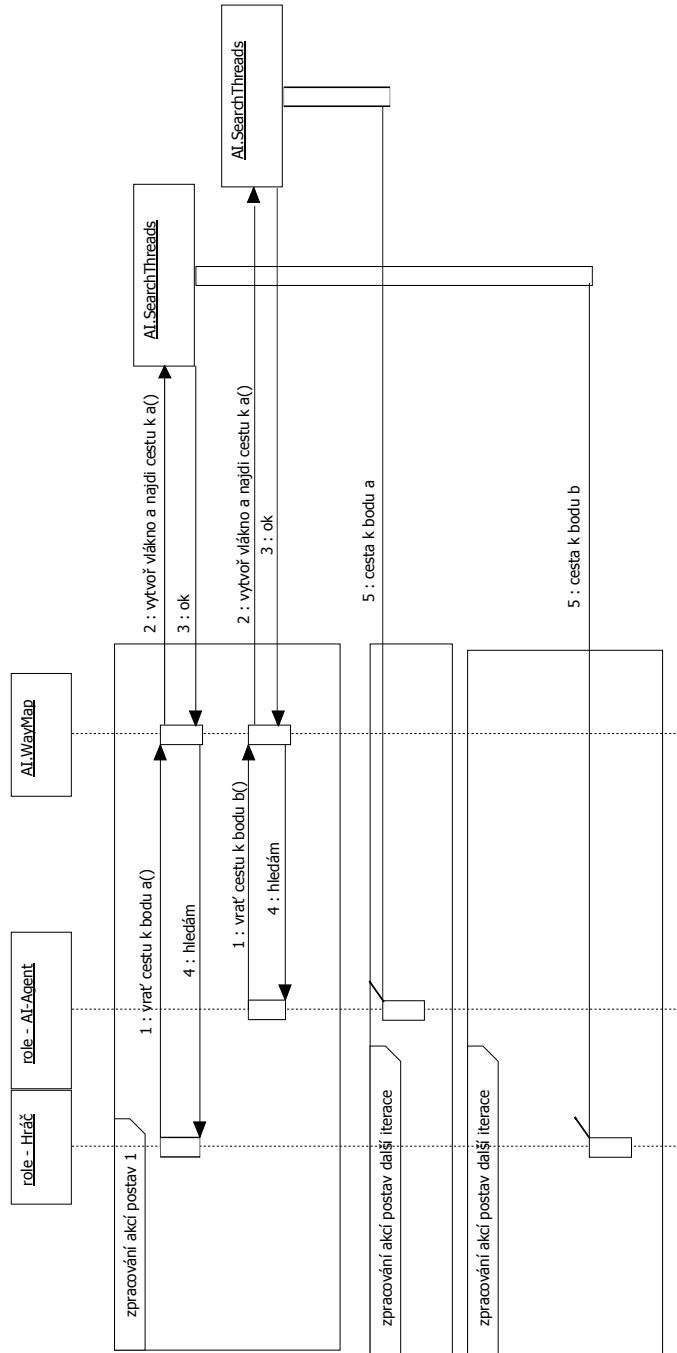 role - Hráč
role - AI-Agent
AI.WayMap
AI.SearchThreads
AI.SearchThreads
zpracování akcí postav 1
1 : vrať cestu k bodu a()
2 : vytvoř vlákno a najdi cestu k a()
3 : ok
4 : hledám
1 : vrať cestu k bodu b()
2 : vytvoř vlákno a najdi cestu k a()
3 : ok
4 : hledám
zpracování akcí postav další iterace
5 : cesta k bodu a
zpracování akcí postav další iterace
5 : cesta k bodu b